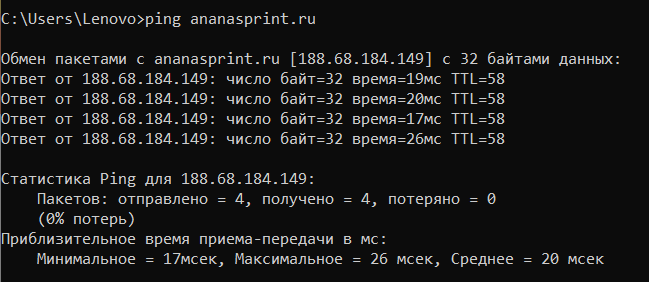 C:\Users\Lenovo>ping ananasprint.ru
Обмен пакетами с ananasprint.ru [188.68.184.149] с 32 байтами данных:
Ответ от 188.68.184.149: число байт=32 время=19мс TTL=58
Ответ от 188.68.184.149: число байт=32 время=20мс TTL=58
Ответ от 188.68.184.149: число байт=32 время=17мс TTL=58
Ответ от 188.68.184.149: число байт=32 время=26мс TTL=58
Статистика Ping для 188.68.184.149:
    Пакетов: отправлено = 4, получено = 4, потеряно = 0
    (0% потерь)
Приблизительное время приема-передачи в мс:
    Минимальное = 17мсек, Максимальное = 26 мсек, Среднее = 20 мсек